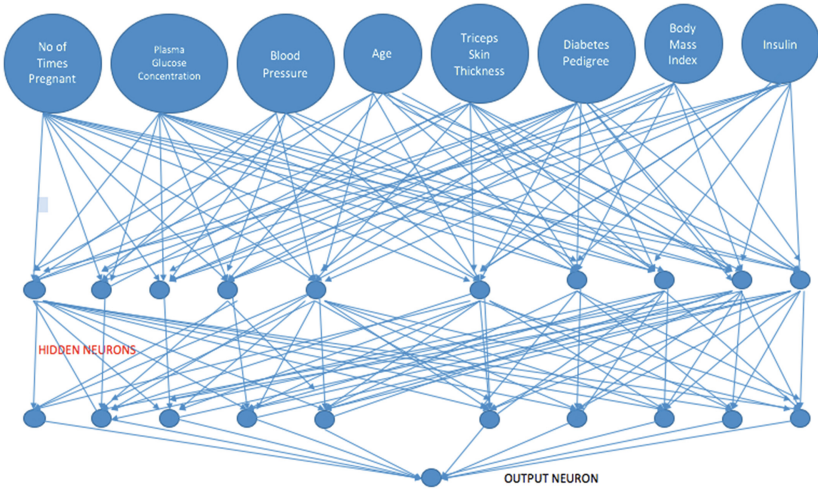 No of
Times
Pregnant
Plasma
Glucose
Concentration
Blood
Pressure
Age
Triceps
Skin
Thickness
Diabetes
Pedigree
Body
Mass
Index
Insulin
HIDDEN NEURONS
OUTPUT NEURON